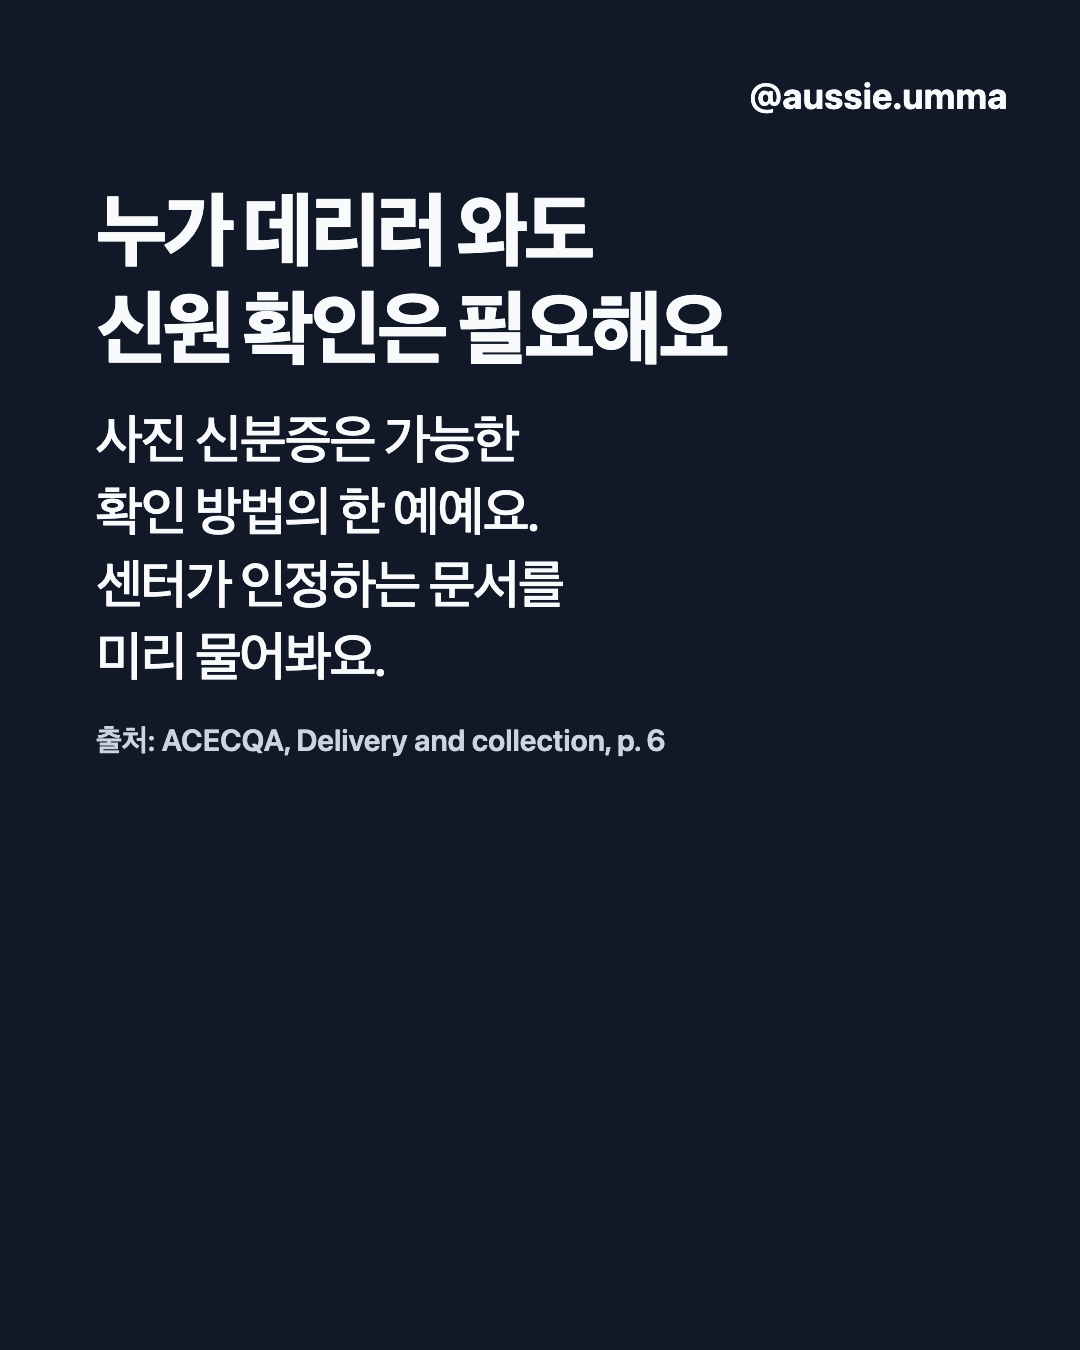 @aussie.umma
누가 데리러 와도
신원 확인은 필요해요
사진 신분증은 가능한
확인 방법의 한 예예요.
센터가 인정하는 문서를
미리 물어봐요.
출처: ACECQA, Delivery and collection, p. 6